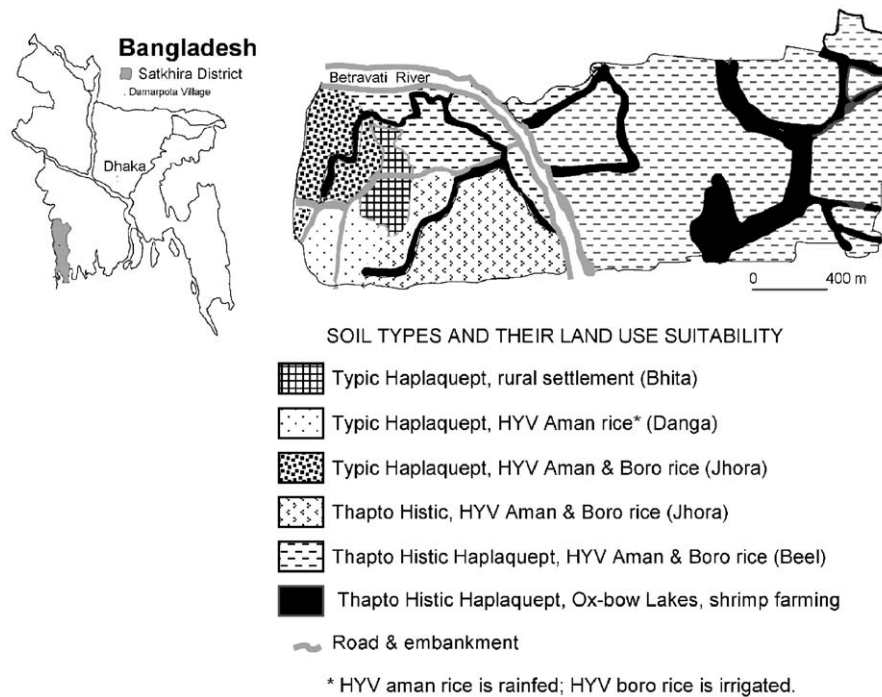 Bangladesh
Satkhira District
. Damarpota Village
Dhaka
Betravati River
0 400 m
SOIL TYPES AND THEIR LAND USE SUITABILITY
Typic Haplaquept, rural settlement (Bhita)
Typic Haplaquept, HYV Aman rice* (Danga)
Typic Haplaquept, HYV Aman & Boro rice (Jhora)
Thapto Histic, HYV Aman & Boro rice (Jhora)
Thapto Histic Haplaquept, HYV Aman & Boro rice (Beel)
Thapto Histic Haplaquept, Ox-bow Lakes, shrimp farming
Road & embankment
* HYV aman rice is rainfed; HYV boro rice is irrigated.